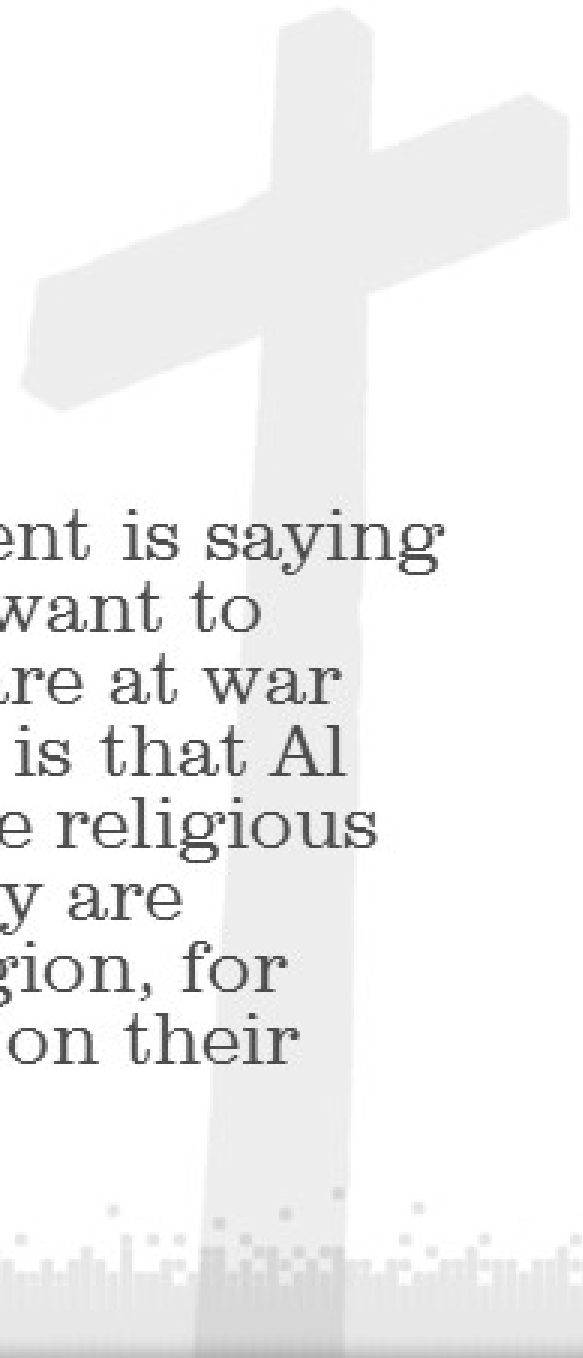 ent is saying
want to
are at war
is that Al
e religious
y are
gion, for
on their